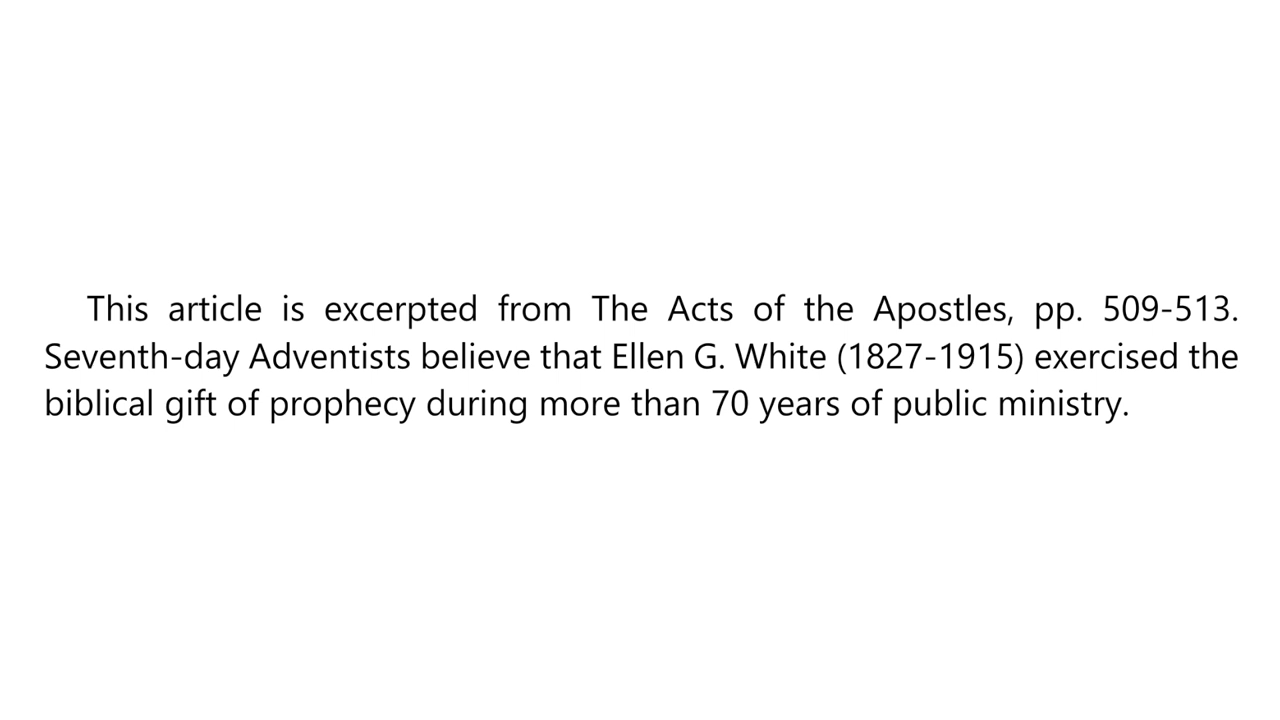 This article is excerpted from The Acts of the Apostles, pp. 509-513.
Seventh-day Adventists believe that Ellen G. White (1827-1915) exercised the
biblical gift of prophecy during more than 70 years of public ministry.